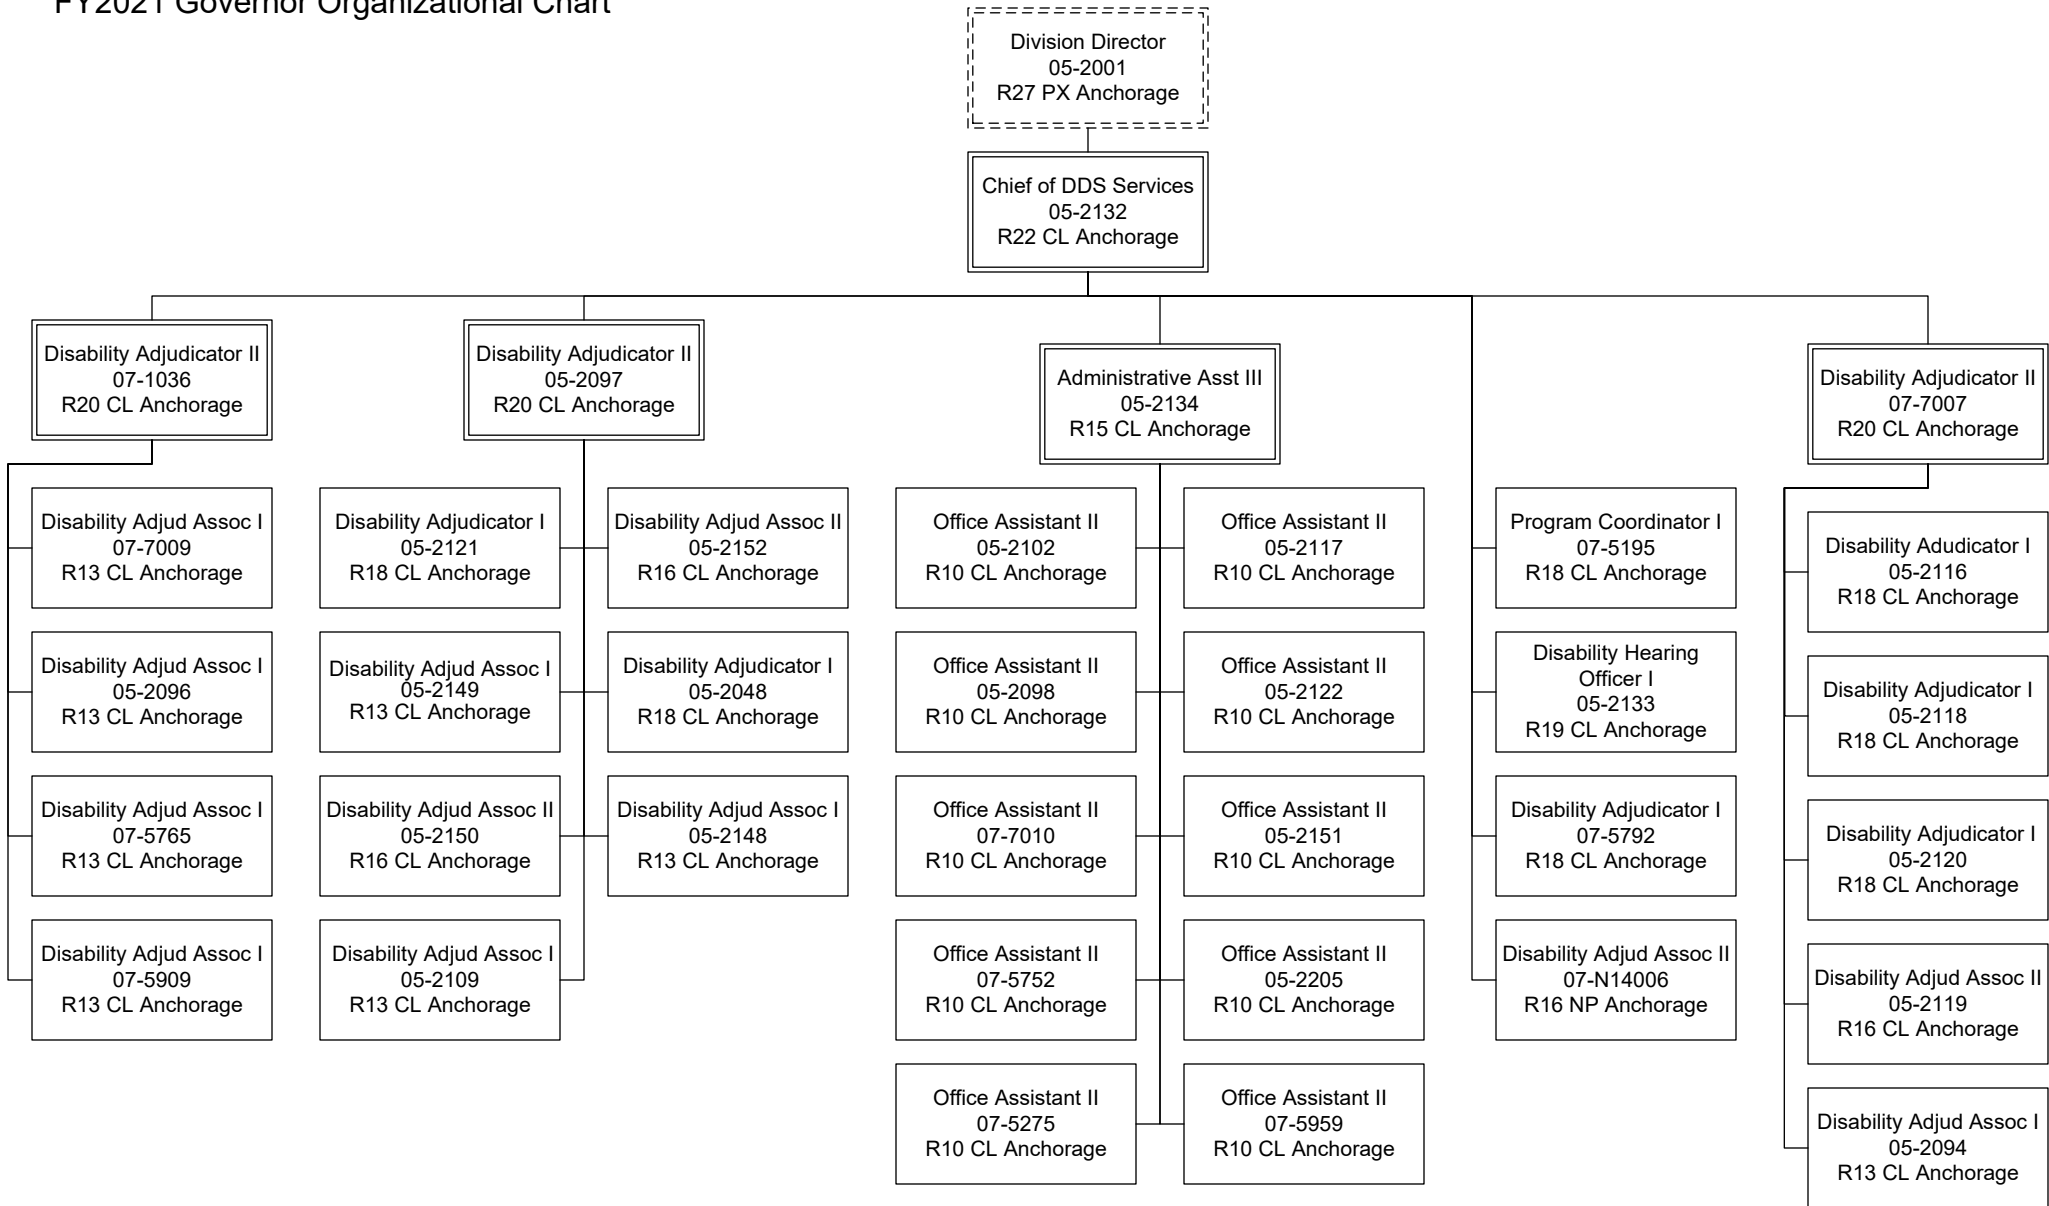 FY2021 Governor Organizational Chart
Division Director
05-2001
R27 PX Anchorage
Chief of DDS Services
05-2132
R22 CL Anchorage
Disability Adjudicator II
07-1036
R20 CL Anchorage
Disability Adjudicator II
05-2097
R20 CL Anchorage
Administrative Asst III
05-2134
R15 CL Anchorage
Disability Adjudicator II
07-7007
R20 CL Anchorage
Disability Adjud Assoc I
07-7009
R13 CL Anchorage
Disability Adjud Assoc I
05-2096
R13 CL Anchorage
Disability Adjud Assoc I
07-5765
R13 CL Anchorage
Disability Adjud Assoc I
07-5909
R13 CL Anchorage
Disability Adjudicator I
05-2121
R18 CL Anchorage
Disability Adjud Assoc II
05-2152
R16 CL Anchorage
Disability Adjud Assoc I
05-2149
R13 CL Anchorage
Disability Adjudicator I
05-2048
R18 CL Anchorage
Disability Adjud Assoc II
05-2150
R16 CL Anchorage
Disability Adjud Assoc I
05-2148
R13 CL Anchorage
Disability Adjud Assoc I
05-2109
R13 CL Anchorage
Office Assistant II
05-2102
R10 CL Anchorage
Office Assistant II
05-2117
R10 CL Anchorage
Office Assistant II
05-2098
R10 CL Anchorage
Office Assistant II
05-2122
R10 CL Anchorage
Office Assistant II
07-7010
R10 CL Anchorage
Office Assistant II
05-2151
R10 CL Anchorage
Office Assistant II
07-5752
R10 CL Anchorage
Office Assistant II
05-2205
R10 CL Anchorage
Office Assistant II
07-5275
R10 CL Anchorage
Office Assistant II
07-5959
R10 CL Anchorage
Program Coordinator I
07-5195
R18 CL Anchorage
Disability Hearing
Officer I
05-2133
R19 CL Anchorage
Disability Adjudicator I
07-5792
R18 CL Anchorage
Disability Adjud Assoc II
07-N14006
R16 NP Anchorage
Disability Adudicator I
05-2116
R18 CL Anchorage
Disability Adjudicator I
05-2118
R18 CL Anchorage
Disability Adjudicator I
05-2120
R18 CL Anchorage
Disability Adjud Assoc II
05-2119
R16 CL Anchorage
Disability Adjud Assoc I
05-2094
R13 CL Anchorage